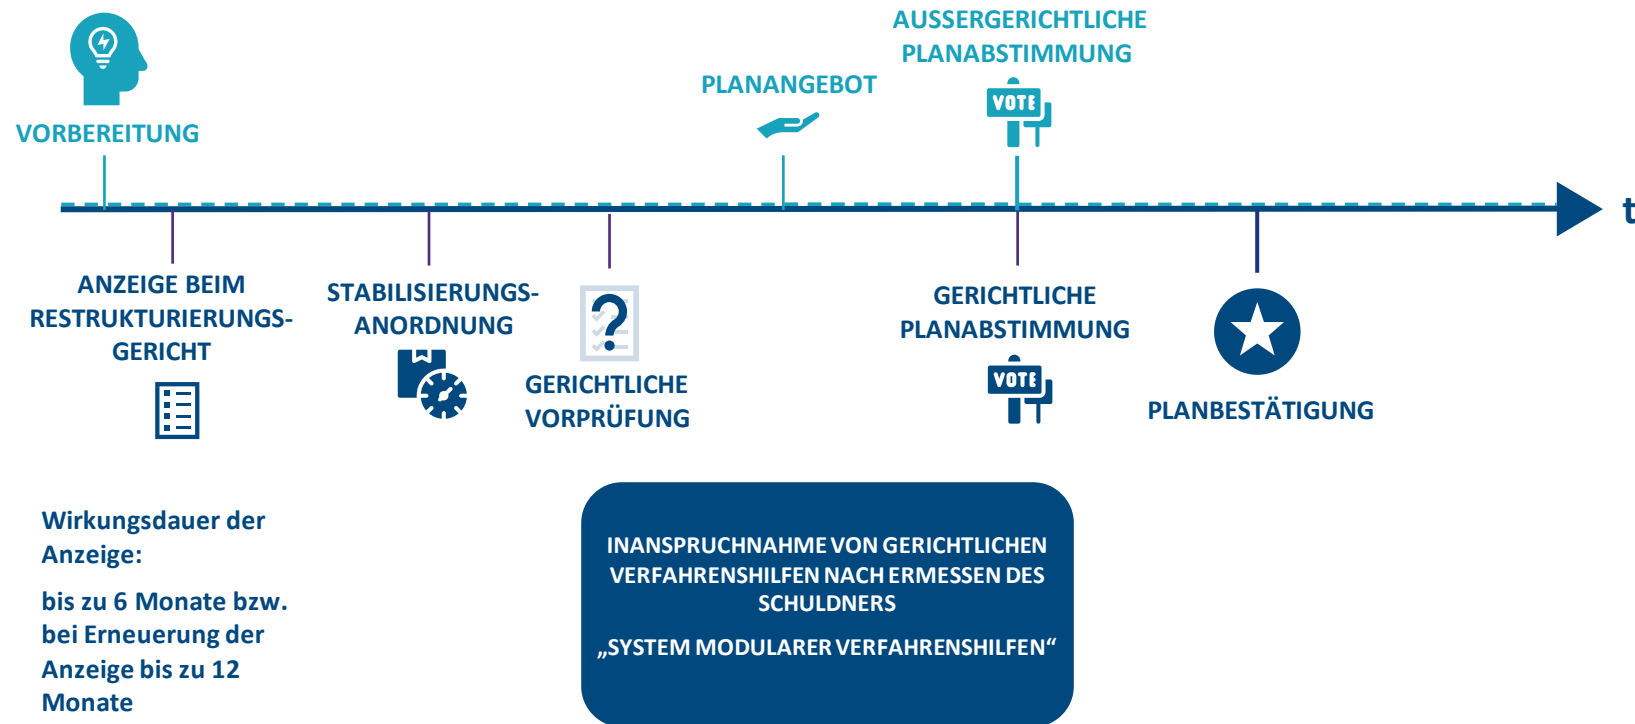 AUSSERGERICHTLICHE
PLANABSTIMMUNG
VOTE
PLANANGEBOT
VORBEREITUNG
t
ANZEIGE BEIM
RESTRUKTURIERUNGS-
GERICHT
STABILISIERUNGS-
ANORDNUNG
?
GERICHTLICHE
VORPRÜFUNG
GERICHTLICHE
PLANABSTIMMUNG
VOTE
PLANBESTÄTIGUNG
Wirkungsdauer der
Anzeige:
bis zu 6 Monate bzw.
bei Erneuerung der
Anzeige bis zu 12
Monate
INANSPRUCHNAHME VON GERICHTLICHEN
VERFAHRENSHILFEN NACH ERMESSEN DES
SCHULDNERS
„SYSTEM MODULARER VERFAHRENSHILFEN“